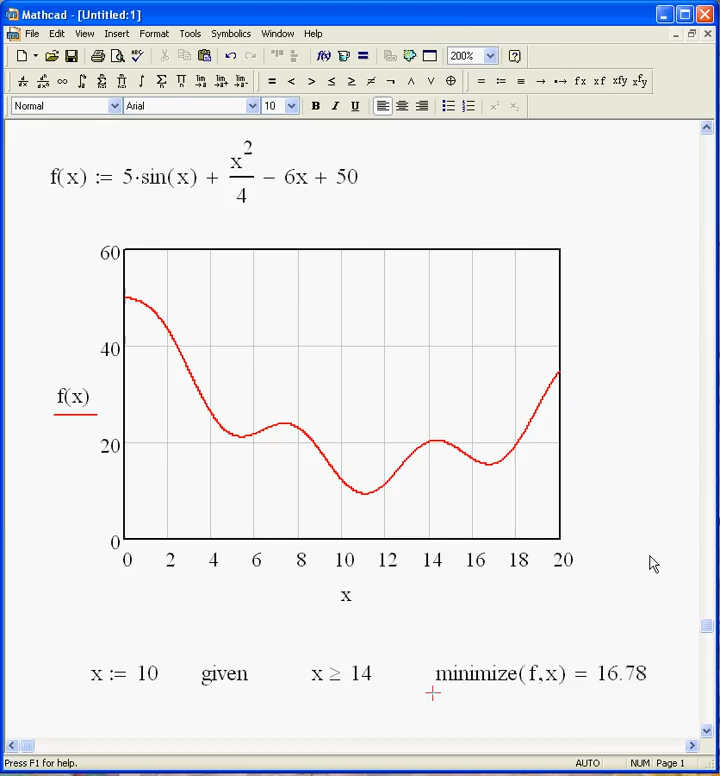 Mathcad - [Untitled:1]
File Edit View Insert Format Tools Symbolics Window Help
200%
Normal Arial 10 B I U
f(x) := 5·sin(x) + x²/4 − 6x + 50
60
40
f(x)
20
0
0 2 4 6 8 10 12 14 16 18 20
x
x := 10 given x ≥ 14 minimize(f,x) = 16.78
Press F1 for help. AUTO NUM Page 1